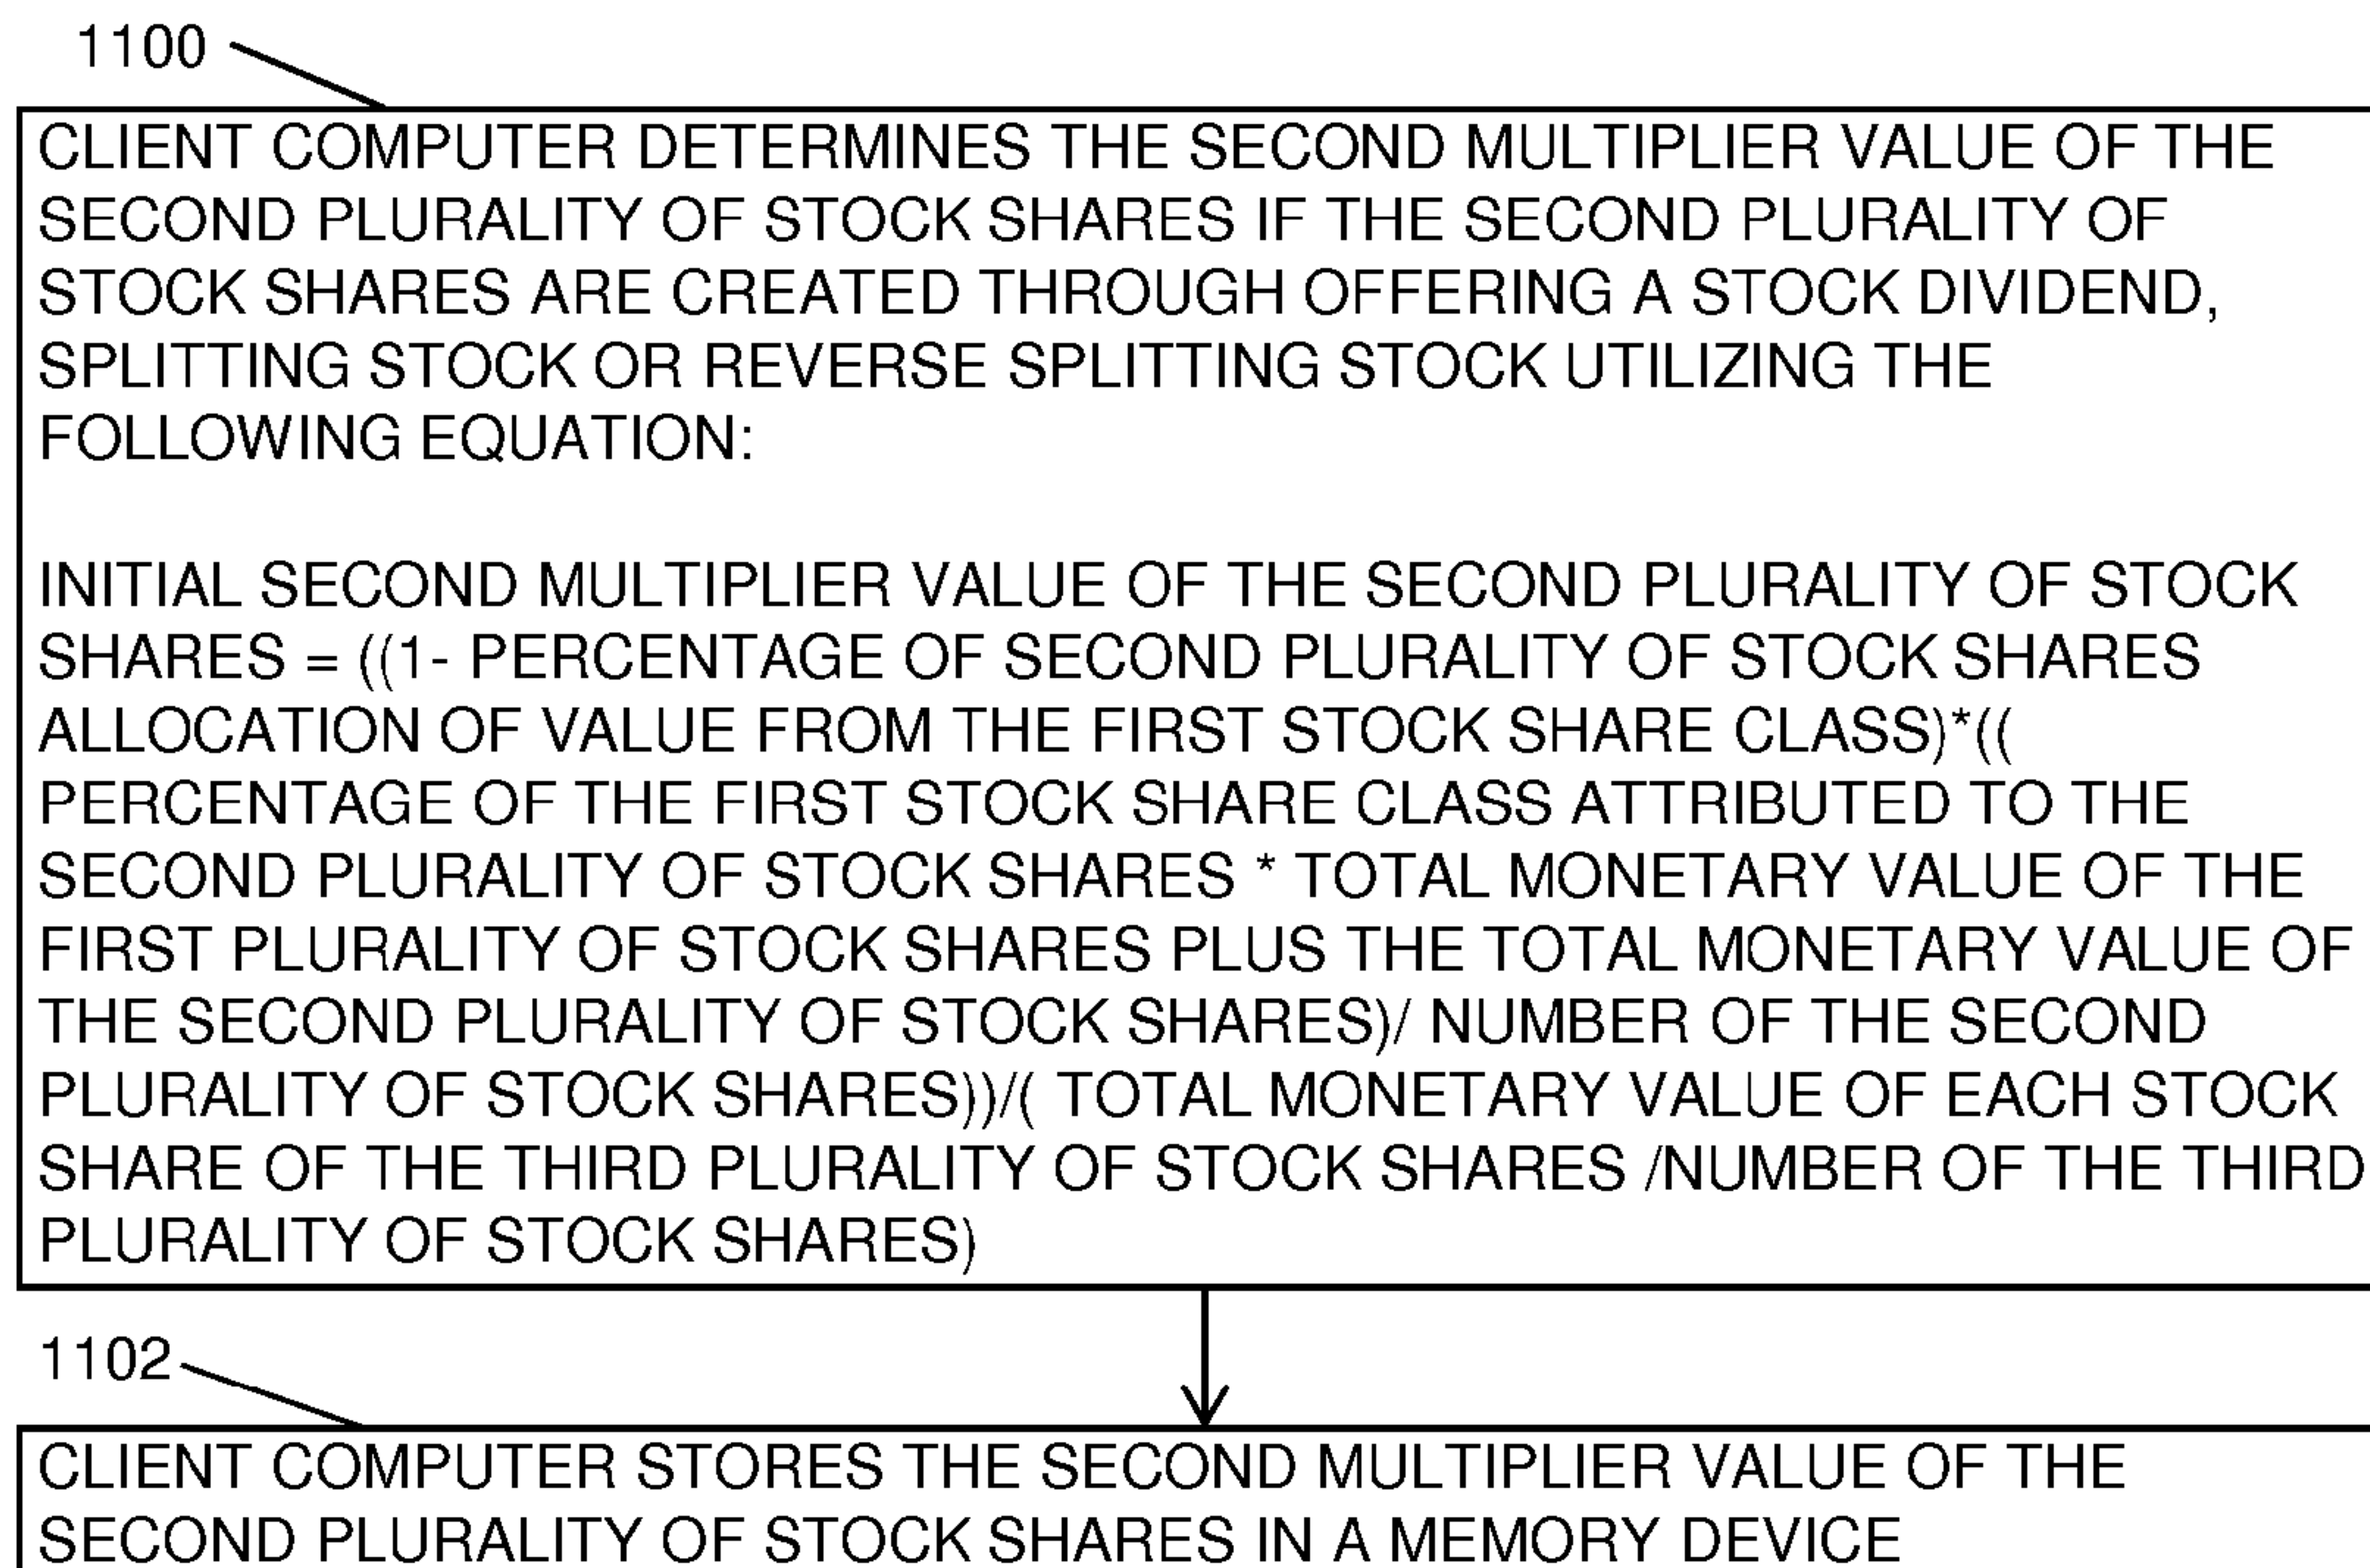 1100
CLIENT COMPUTER DETERMINES THE SECOND MULTIPLIER VALUE OF THE
SECOND PLURALITY OF STOCK SHARES IF THE SECOND PLURALITY OF
STOCK SHARES ARE CREATED THROUGH OFFERING A STOCK DIVIDEND,
SPLITTING STOCK OR REVERSE SPLITTING STOCK UTILIZING THE
FOLLOWING EQUATION:
INITIAL SECOND MULTIPLIER VALUE OF THE SECOND PLURALITY OF STOCK
SHARES = ((1- PERCENTAGE OF SECOND PLURALITY OF STOCK SHARES
ALLOCATION OF VALUE FROM THE FIRST STOCK SHARE CLASS)*((
PERCENTAGE OF THE FIRST STOCK SHARE CLASS ATTRIBUTED TO THE
SECOND PLURALITY OF STOCK SHARES * TOTAL MONETARY VALUE OF THE
FIRST PLURALITY OF STOCK SHARES PLUS THE TOTAL MONETARY VALUE OF
THE SECOND PLURALITY OF STOCK SHARES)/ NUMBER OF THE SECOND
PLURALITY OF STOCK SHARES))/( TOTAL MONETARY VALUE OF EACH STOCK
SHARE OF THE THIRD PLURALITY OF STOCK SHARES /NUMBER OF THE THIRD
PLURALITY OF STOCK SHARES)
1102
CLIENT COMPUTER STORES THE SECOND MULTIPLIER VALUE OF THE
SECOND PLURALITY OF STOCK SHARES IN A MEMORY DEVICE